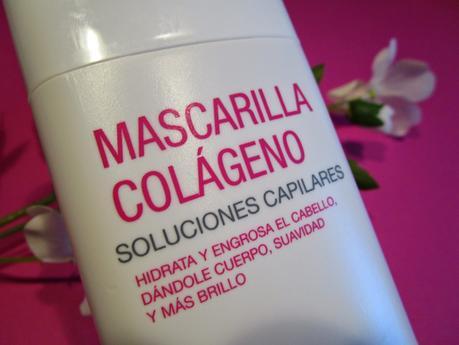 MASCARILLA
COLÁGENO
SOLUCIONES CAPILARES
HIDRATA Y ENGROSA EL CABELLO,
DÁNDOLE CUERPO, SUAVIDAD
Y MÁS BRILLO